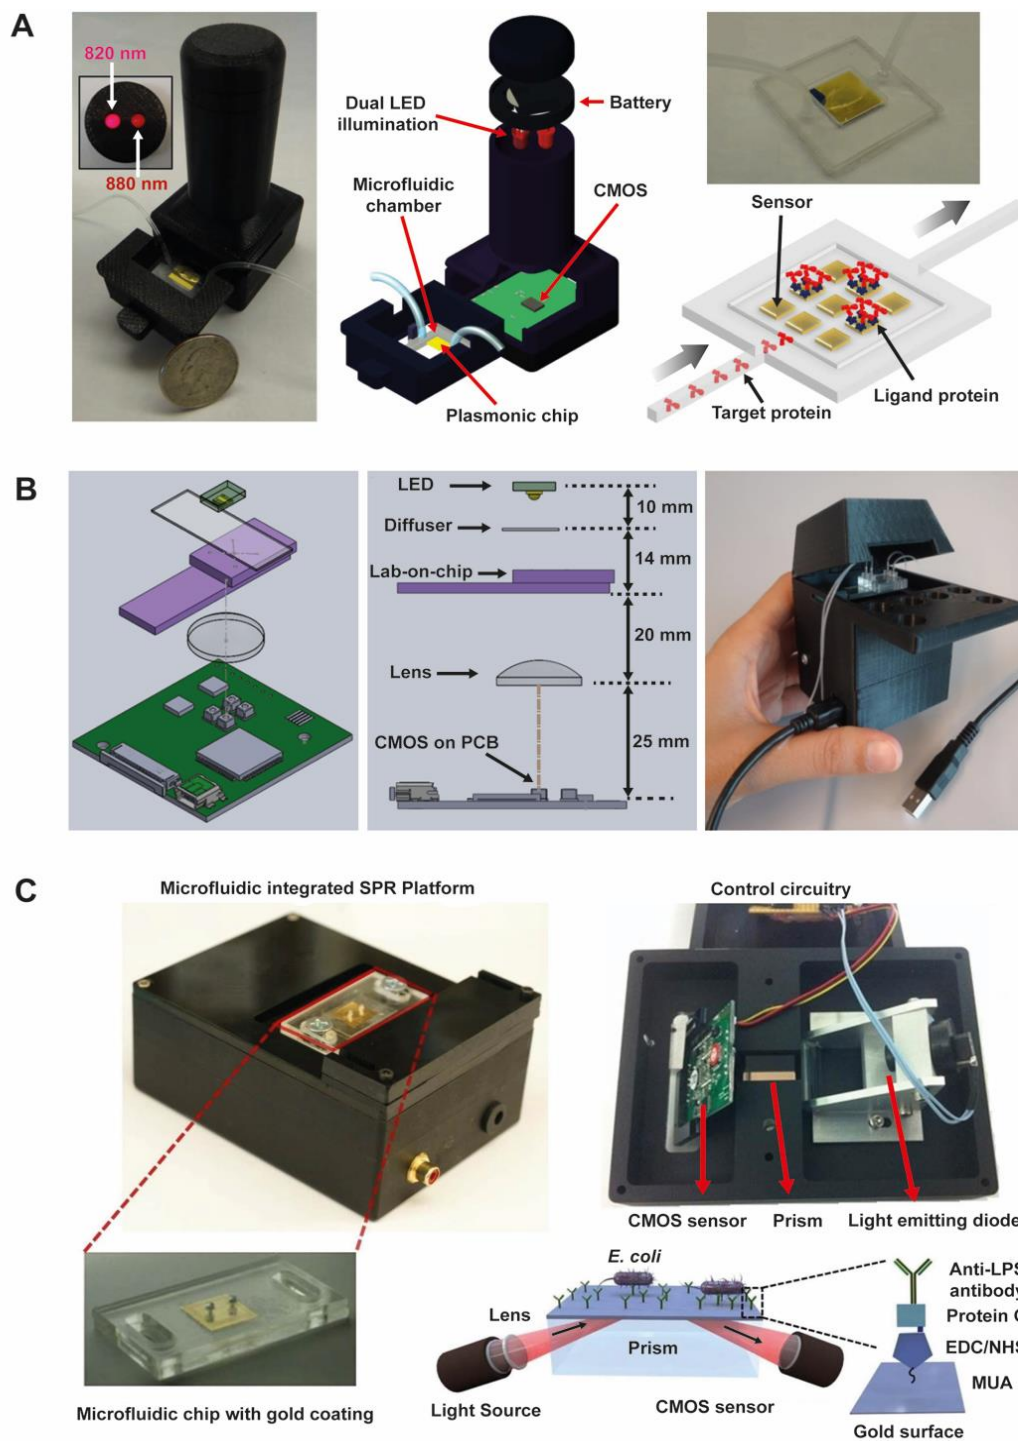 A
820 nm
880 nm
Dual LED
illumination
Battery
Microfluidic
chamber
CMOS
Plasmonic chip
Sensor
Target protein
Ligand protein
B
LED
10 mm
Diffuser
14 mm
Lab-on-chip
20 mm
Lens
25 mm
CMOS on PCB
C
Microfluidic integrated SPR Platform
Control circuitry
CMOS sensor
Prism
Light emitting diode
Microfluidic chip with gold coating
E. coli
Lens
Prism
Light Source
CMOS sensor
Anti-LPS
antibody
Protein
EDC/NHS
MUA
Gold surface